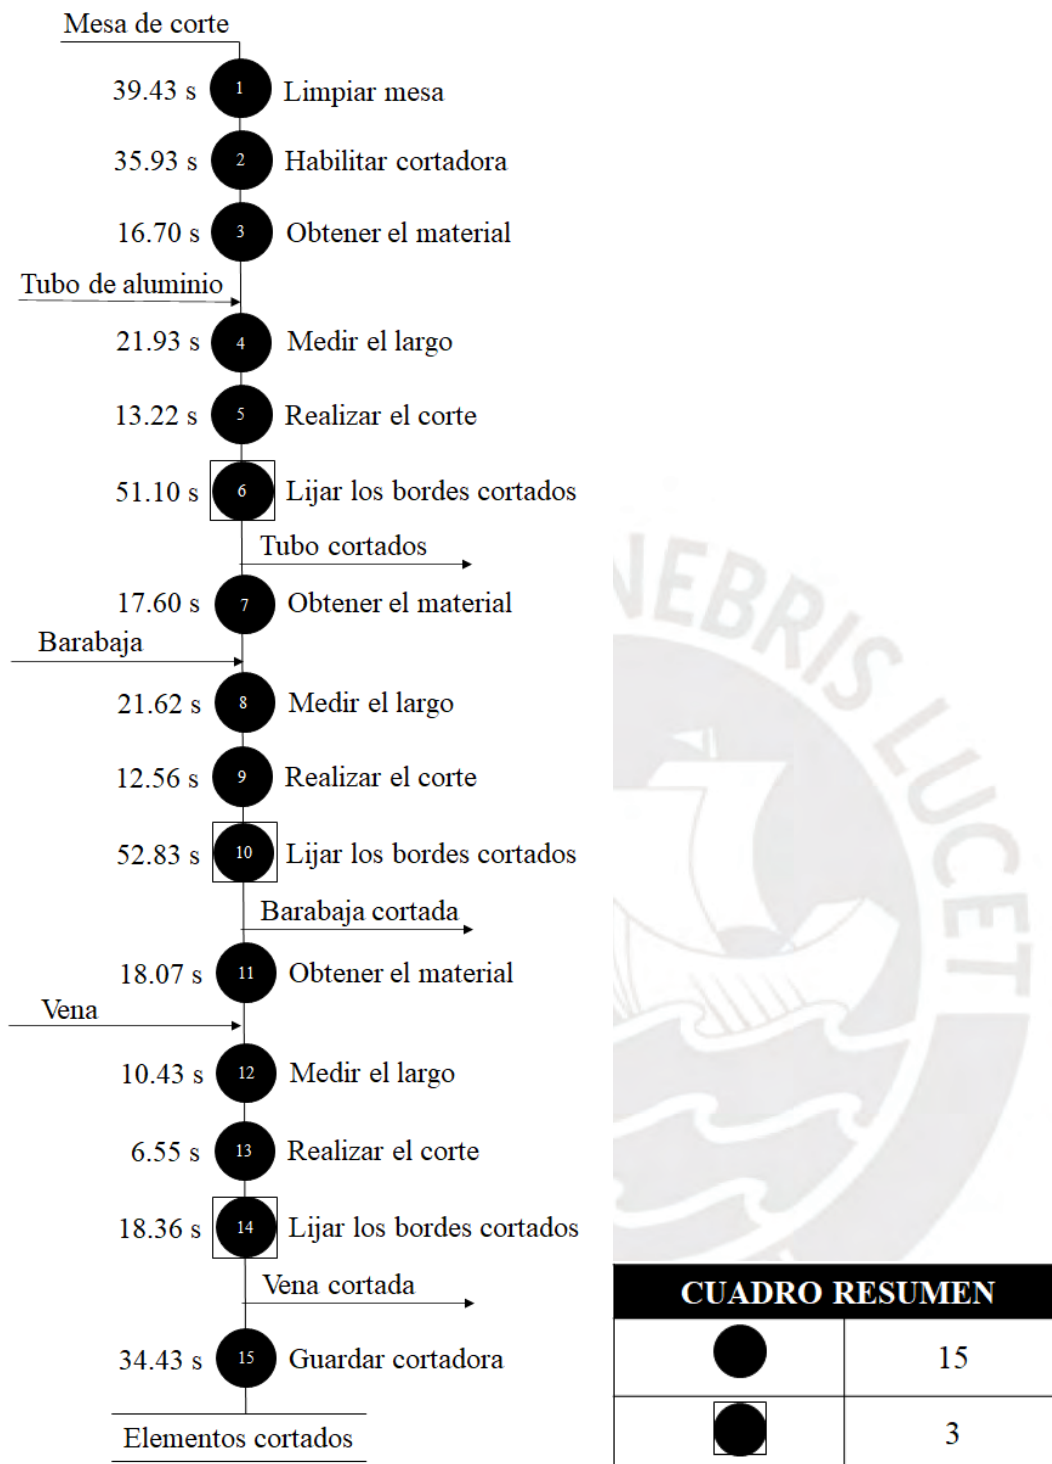 Mesa de corte
39.43 s 1 Limpiar mesa
35.93 s 2 Habilitar cortadora
16.70 s 3 Obtener el material
Tubo de aluminio
21.93 s 4 Medir el largo
13.22 s 5 Realizar el corte
51.10 s 6 Lijar los bordes cortados
Tubo cortados
17.60 s 7 Obtener el material
Barabaja
21.62 s 8 Medir el largo
12.56 s 9 Realizar el corte
52.83 s 10 Lijar los bordes cortados
Barabaja cortada
18.07 s 11 Obtener el material
Vena
10.43 s 12 Medir el largo
6.55 s 13 Realizar el corte
18.36 s 14 Lijar los bordes cortados
Vena cortada
34.43 s 15 Guardar cortadora
Elementos cortados
NEBRIS LUCET
CUADRO RESUMEN
15
3